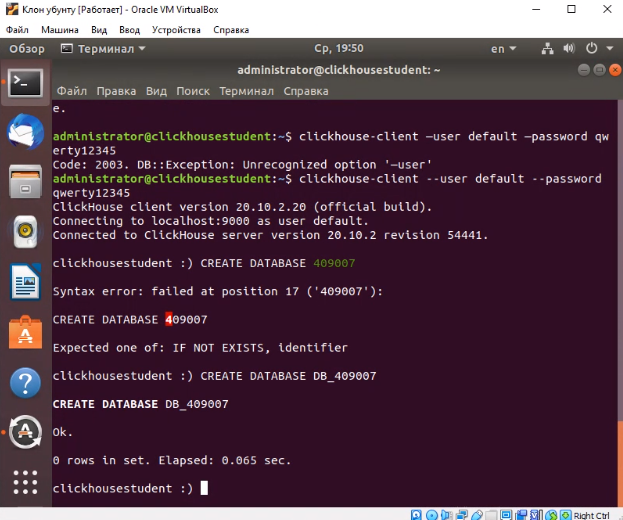 Клон убунту [Работает] - Oracle VM VirtualBox
Файл Машина Вид Ввод Устройства Справка
Обзор Терминал Ср, 19:50 en
administrator@clickhousestudent: ~
Файл Правка Вид Поиск Терминал Справка
е.
administrator@clickhousestudent:~$ clickhouse-client —user default —password qw
erty12345
Code: 2003. DB::Exception: Unrecognized option '—user'
administrator@clickhousestudent:~$ clickhouse-client --user default --password
qwerty12345
ClickHouse client version 20.10.2.20 (official build).
Connecting to localhost:9000 as user default.
Connected to ClickHouse server version 20.10.2 revision 54441.
clickhousestudent :) CREATE DATABASE 409007
Syntax error: failed at position 17 ('409007'):
CREATE DATABASE 409007
Expected one of: IF NOT EXISTS, identifier
clickhousestudent :) CREATE DATABASE DB_409007
CREATE DATABASE DB_409007
Ok.
0 rows in set. Elapsed: 0.065 sec.
clickhousestudent :)
Right Ctrl